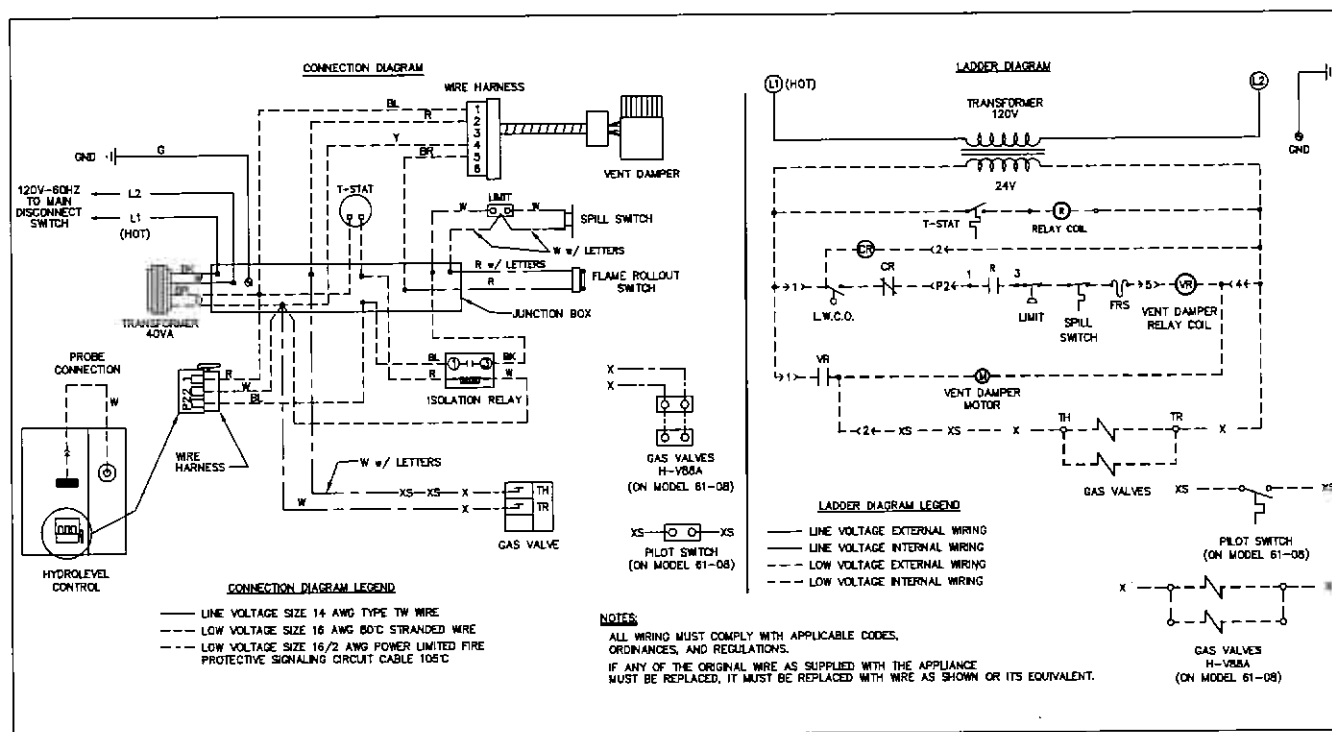 CONNECTION DIAGRAM
WIRE HARNESS
BL
R
Y
BR
1
2
3
4
5
6
VENT DAMPER
GND
G
120V-60HZ
TO MAIN
DISCONNECT
SWITCH
L2
L1
(HOT)
T-STAT
LIMIT
W
W
SPILL SWITCH
W w/ LETTERS
R w/ LETTERS
R
FLAME ROLLOUT
SWITCH
JUNCTION BOX
TRANSFORMER
40VA
PROBE
CONNECTION
W
P2 2 1
R
W
BL
WIRE
HARNESS
BL
R
1
3
BK
W
ISOLATION RELAY
HYDROLEVEL
CONTROL
W w/ LETTERS
W
XS
XS
X
X
TH
TR
GAS VALVE
X
X
GAS VALVES
H-V88A
(ON MODEL 61-08)
XS
XS
PILOT SWITCH
(ON MODEL 61-08)
CONNECTION DIAGRAM LEGEND
LINE VOLTAGE SIZE 14 AWG TYPE TW WIRE
LOW VOLTAGE SIZE 16 AWG 60°C STRANDED WIRE
LOW VOLTAGE SIZE 16/2 AWG POWER LIMITED FIRE
PROTECTIVE SIGNALING CIRCUIT CABLE 105°C
LADDER DIAGRAM
L1 (HOT)
L2
TRANSFORMER
120V
24V
GND
T-STAT
R
RELAY COIL
CR
2
1
L.W.C.O.
CR
P2
1
R
3
LIMIT
SPILL
SWITCH
FRS
5
VR
4
VENT DAMPER
RELAY COIL
1
VR
M
VENT DAMPER
MOTOR
2
XS
XS
X
TH
TR
X
GAS VALVES
LADDER DIAGRAM LEGEND
LINE VOLTAGE EXTERNAL WIRING
LINE VOLTAGE INTERNAL WIRING
LOW VOLTAGE EXTERNAL WIRING
LOW VOLTAGE INTERNAL WIRING
XS
PILOT SWITCH
(ON MODEL 61-08)
X
GAS VALVES
H-V88A
(ON MODEL 61-08)
NOTES:
ALL WIRING MUST COMPLY WITH APPLICABLE CODES,
ORDINANCES, AND REGULATIONS.
IF ANY OF THE ORIGINAL WIRE AS SUPPLIED WITH THE APPLIANCE
MUST BE REPLACED, IT MUST BE REPLACED WITH WIRE AS SHOWN OR ITS EQUIVALENT.